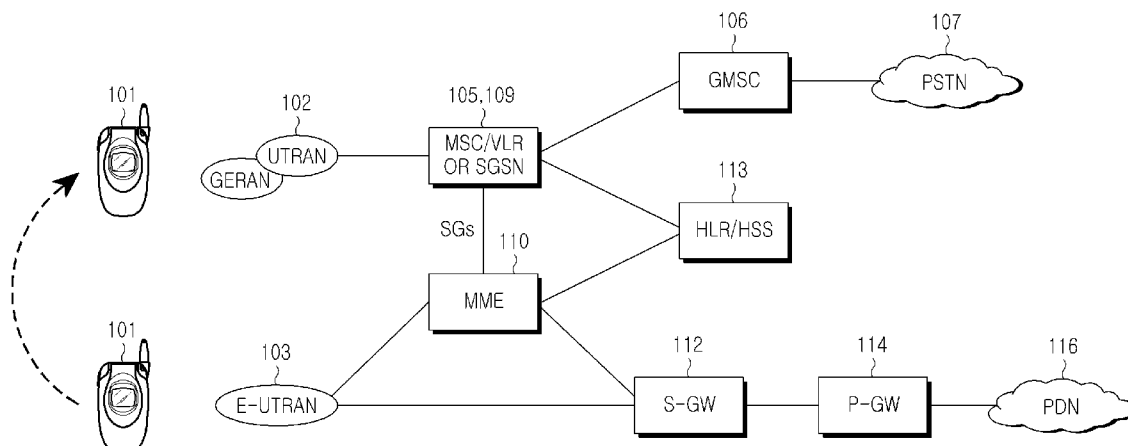 106
107
GMSC
PSTN
101
102
105,109
UTRAN
GERAN
MSC/VLR
OR SGSN
113
HLR/HSS
SGs
110
MME
101
103
E-UTRAN
112
S-GW
114
P-GW
116
PDN